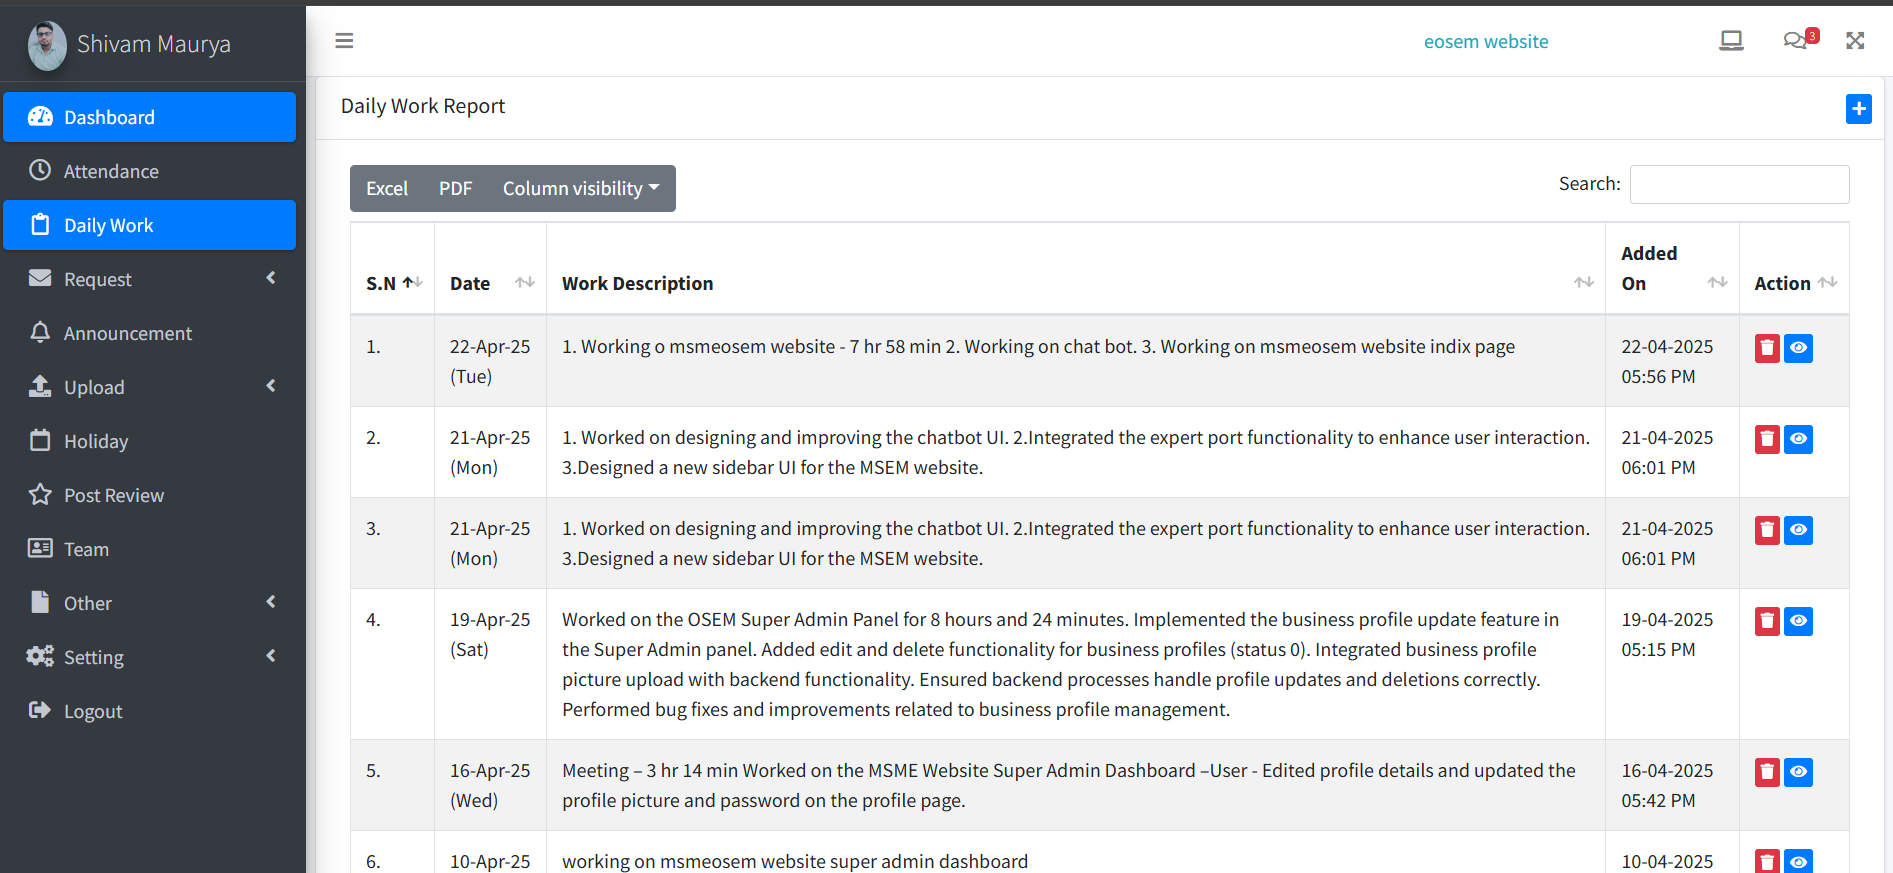 Shivam Maurya
eosem website
3
Dashboard
Attendance
Daily Work
Request
Announcement
Upload
Holiday
Post Review
Team
Other
Setting
Logout
Daily Work Report
Excel PDF Column visibility
Search:
S.N Date Work Description Added On Action
1. 22-Apr-25 1. Working o msmeosem website - 7 hr 58 min 2. Working on chat bot. 3. Working on msmeosem website indix page 22-04-2025
(Tue) 05:56 PM
2. 21-Apr-25 1. Worked on designing and improving the chatbot UI. 2.Integrated the expert port functionality to enhance user interaction. 21-04-2025
(Mon) 3.Designed a new sidebar UI for the MSEM website. 06:01 PM
3. 21-Apr-25 1. Worked on designing and improving the chatbot UI. 2.Integrated the expert port functionality to enhance user interaction. 21-04-2025
(Mon) 3.Designed a new sidebar UI for the MSEM website. 06:01 PM
4. 19-Apr-25 Worked on the OSEM Super Admin Panel for 8 hours and 24 minutes. Implemented the business profile update feature in 19-04-2025
(Sat) the Super Admin panel. Added edit and delete functionality for business profiles (status 0). Integrated business profile 05:15 PM
picture upload with backend functionality. Ensured backend processes handle profile updates and deletions correctly.
Performed bug fixes and improvements related to business profile management.
5. 16-Apr-25 Meeting – 3 hr 14 min Worked on the MSME Website Super Admin Dashboard –User - Edited profile details and updated the 16-04-2025
(Wed) profile picture and password on the profile page. 05:42 PM
6. 10-Apr-25 working on msmeosem website super admin dashboard 10-04-2025